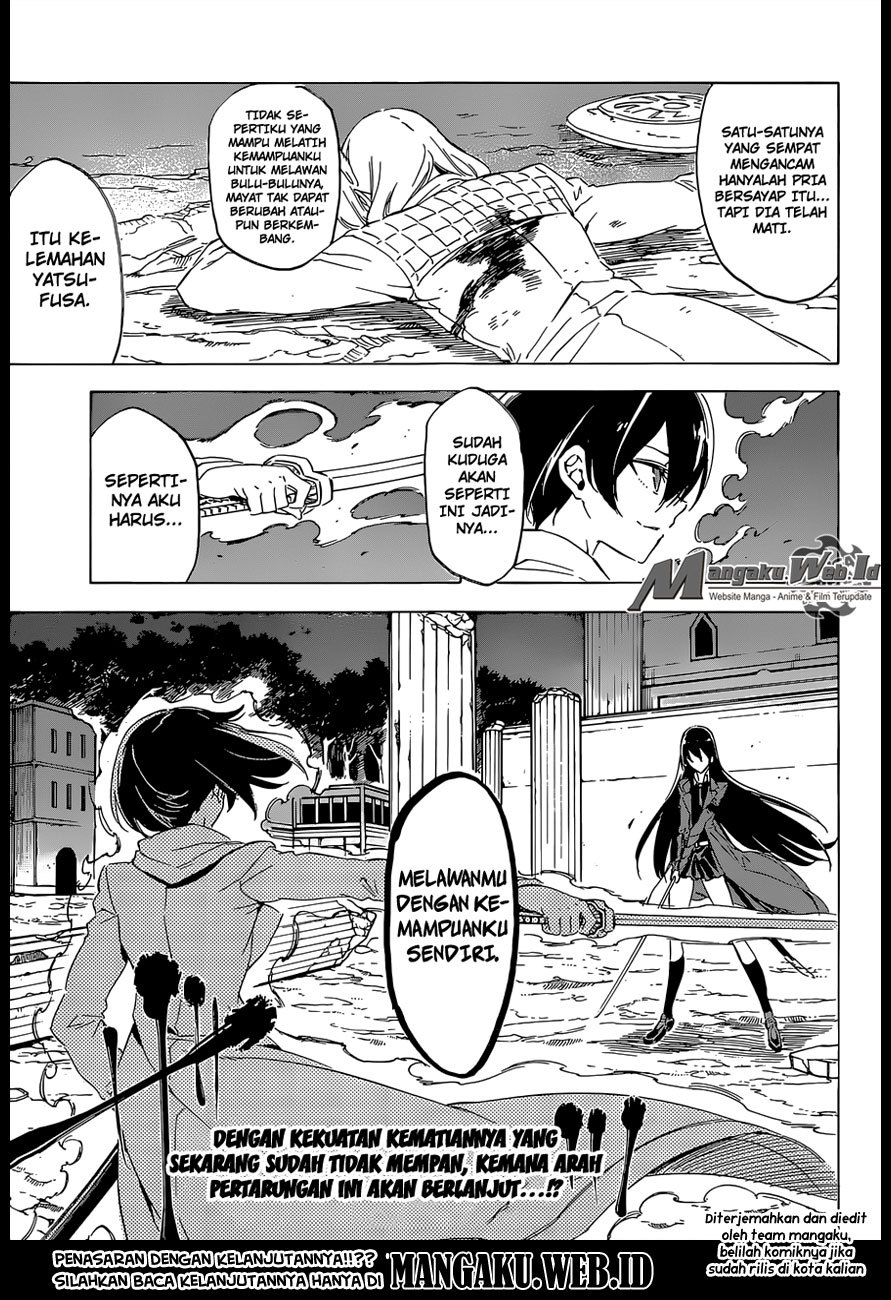 SATU-SATUNYA
YANG SEMPAT
MENGANCAM
HANYALAH PRIA
BERSAYAP ITU...
TAPI DIA TELAH
MATI.
TIDAK SE-
PERTIKU YANG
MAMPU MELATIH
KEMAMPUANKU
UNTUK MELAWAN
BULU-BULUNYA,
MAYAT TAK DAPAT
BERUBAH ATAU-
PUN BERKEM-
BANG.
ITU KE-
LEMAHAN
YATSU-
FUSA.
SUDAH
KUDUGA
AKAN
SEPERTI
INI JADI-
NYA...
SEPERTI-
NYA AKU
HARUS...
Mangaku.Web.Id
Website Manga - Anime & Film Terupdate
MELAWANMU
DENGAN KE-
MAMPUANKU
SENDIRI.
DENGAN KEKUATAN KEMATIANNYA YANG
SEKARANG SUDAH TIDAK MEMPAN, KEMANA ARAH
PERTARUNGAN INI AKAN BERLANJUT...!?
Diterjemahkan dan diedit
oleh team mangaku,
belilah komiknya jika
sudah rilis di kota kalian
PENASARAN DENGAN KELANJUTANNYA!!??
SILAHKAN BACA KELANJUTANNYA HANYA DI MANGAKU.WEB.ID